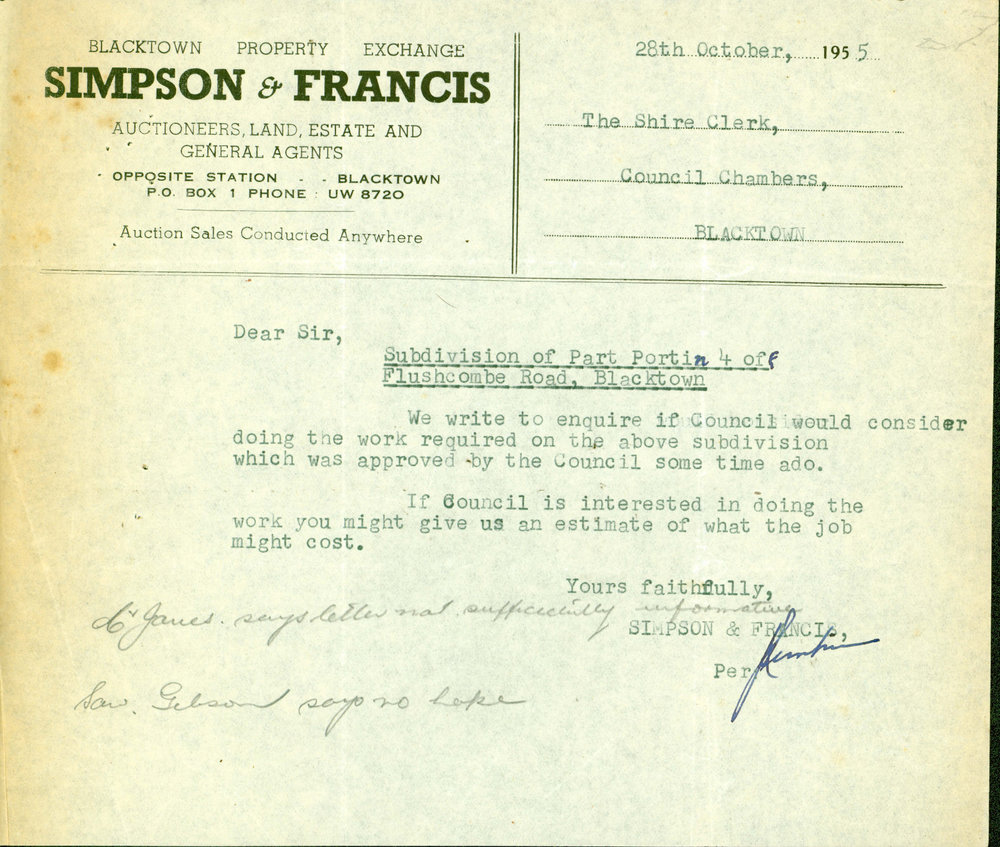 BLACKTOWN PROPERTY EXCHANGE
SIMPSON & FRANCIS
AUCTIONEERS, LAND, ESTATE AND
GENERAL AGENTS
OPPOSITE STATION - - BLACKTOWN
P.O. BOX 1 PHONE : UW 8720
Auction Sales Conducted Anywhere
28th October, 1955
The Shire Clerk,
Council Chambers,
BLACKTOWN
Dear Sir,
Subdivision of Part Portin 4 off
Flushcombe Road, Blacktown
We write to enquire if Council would consider
doing the work required on the above subdivision
which was approved by the Council some time ado.
If Council is interested in doing the
work you might give us an estimate of what the job
might cost.
Yours faithfully,
says letter not sufficiently informative
SIMPSON & FRANCIS,
Per
Saw Gibson says no hope